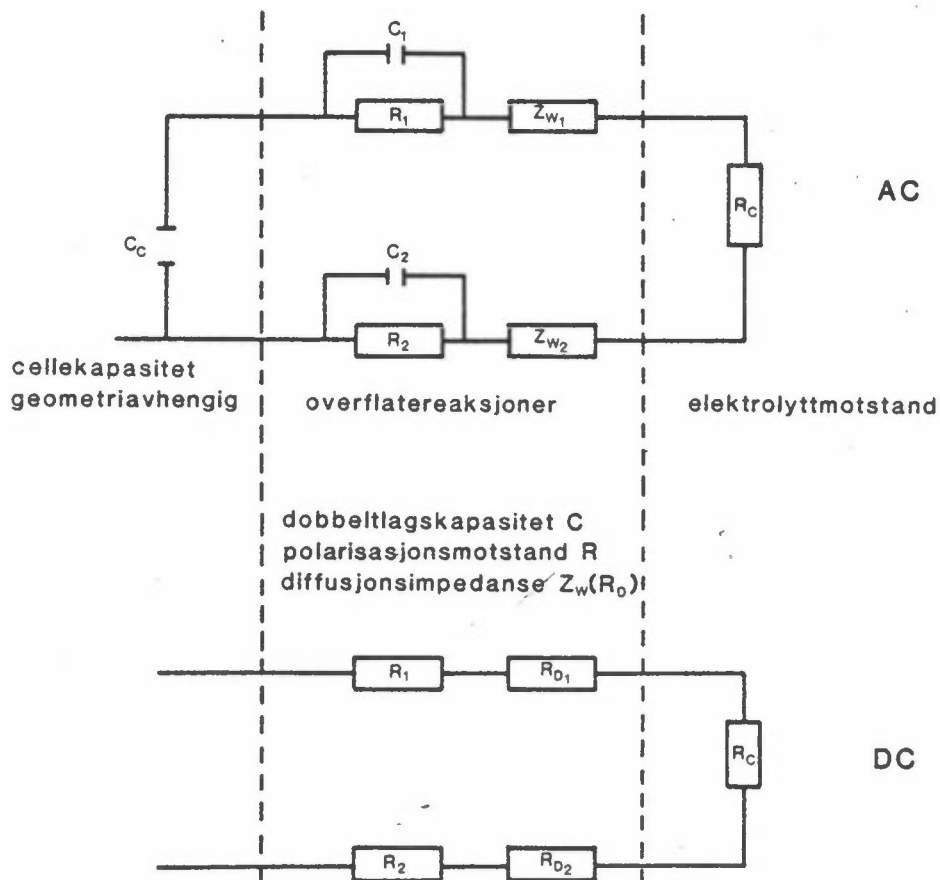 C1
R1
ZW1
RC
AC
CC
C2
R2
ZW2
cellekapasitet
geometriavhengig
overflatereaksjoner
elektrolyttmotstand
dobbeltlagskapasitet C
polarisasjonsmotstand R
diffusjonsimpedanse ZW(RD)
R1
RD1
RC
DC
R2
RD2